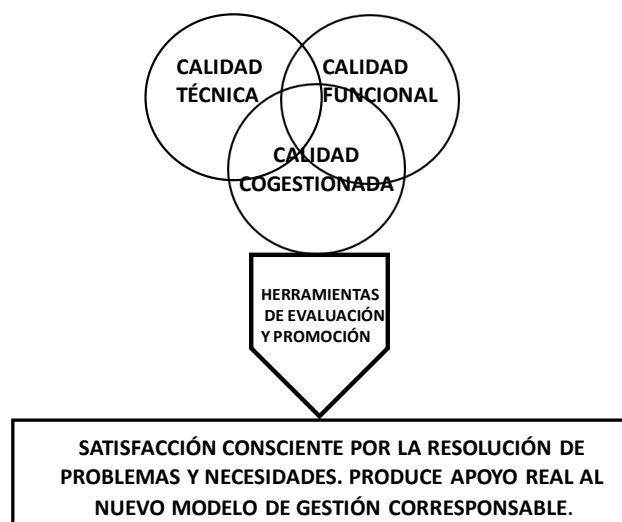 CALIDAD
TÉCNICA
CALIDAD
FUNCIONAL
CALIDAD
COGESTIONADA
HERRAMIENTAS
DE EVALUACIÓN
Y PROMOCIÓN
SATISFACCIÓN CONSCIENTE POR LA RESOLUCIÓN DE
PROBLEMAS Y NECESIDADES. PRODUCE APOYO REAL AL
NUEVO MODELO DE GESTIÓN CORRESPONSABLE.